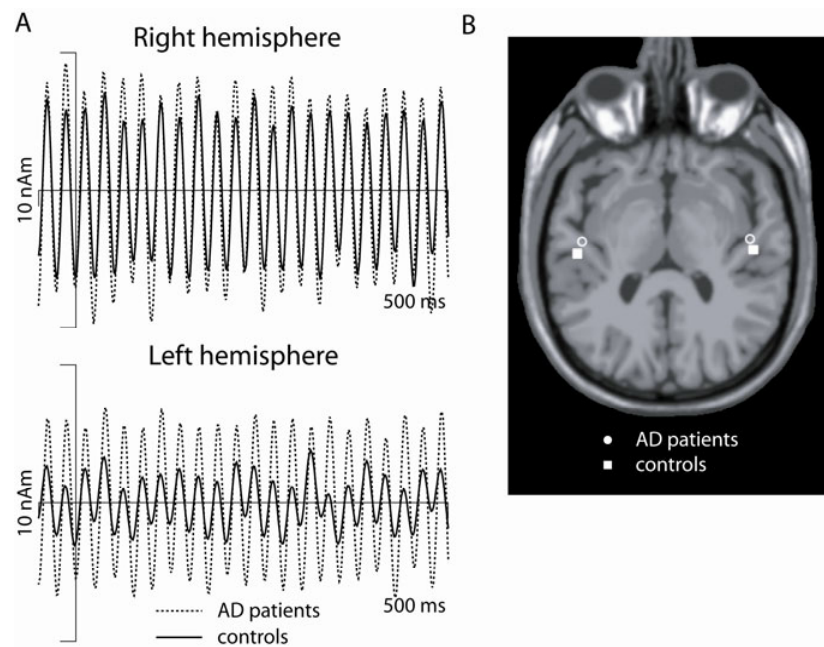 A
Right hemisphere
10 nAm
500 ms
Left hemisphere
10 nAm
500 ms
AD patients
controls
B
AD patients
controls